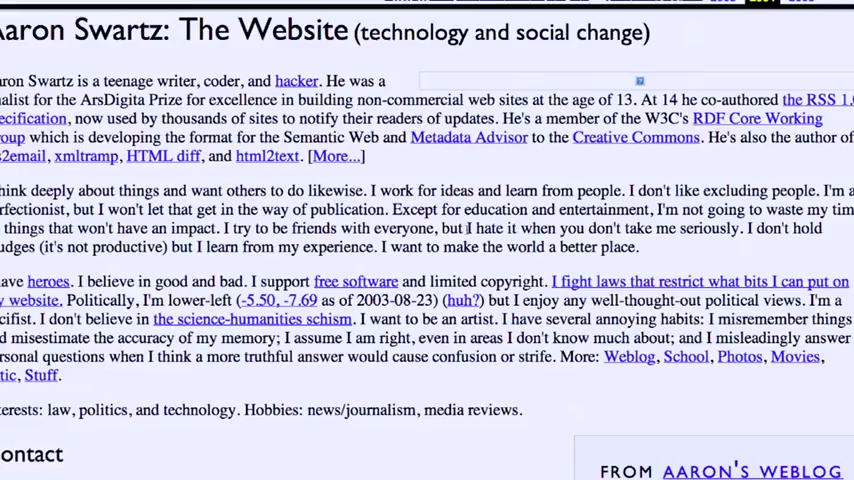 aron Swartz: The Website (technology and social change)
ron Swartz is a teenage writer, coder, and hacker. He was a
alist for the ArsDigita Prize for excellence in building non-commercial web sites at the age of 13. At 14 he co-authored the RSS 1.0
ecification, now used by thousands of sites to notify their readers of updates. He's a member of the W3C's RDF Core Working
oup which is developing the format for the Semantic Web and Metadata Advisor to the Creative Commons. He's also the author of
s2email, xmltramp, HTML diff, and html2text. [More...]
hink deeply about things and want others to do likewise. I work for ideas and learn from people. I don't like excluding people. I'm a
rfectionist, but I won't let that get in the way of publication. Except for education and entertainment, I'm not going to waste my tim
things that won't have an impact. I try to be friends with everyone, but I hate it when you don't take me seriously. I don't hold
udges (it's not productive) but I learn from my experience. I want to make the world a better place.
ave heroes. I believe in good and bad. I support free software and limited copyright. I fight laws that restrict what bits I can put on
y website. Politically, I'm lower-left (-5.50, -7.69 as of 2003-08-23) (huh?) but I enjoy any well-thought-out political views. I'm a
cifist. I don't believe in the science-humanities schism. I want to be an artist. I have several annoying habits: I misremember things
d misestimate the accuracy of my memory; I assume I am right, even in areas I don't know much about; and I misleadingly answer
rsonal questions when I think a more truthful answer would cause confusion or strife. More: Weblog, School, Photos, Movies,
tic, Stuff.
terests: law, politics, and technology. Hobbies: news/journalism, media reviews.
ontact
FROM AARON'S WEBLOG